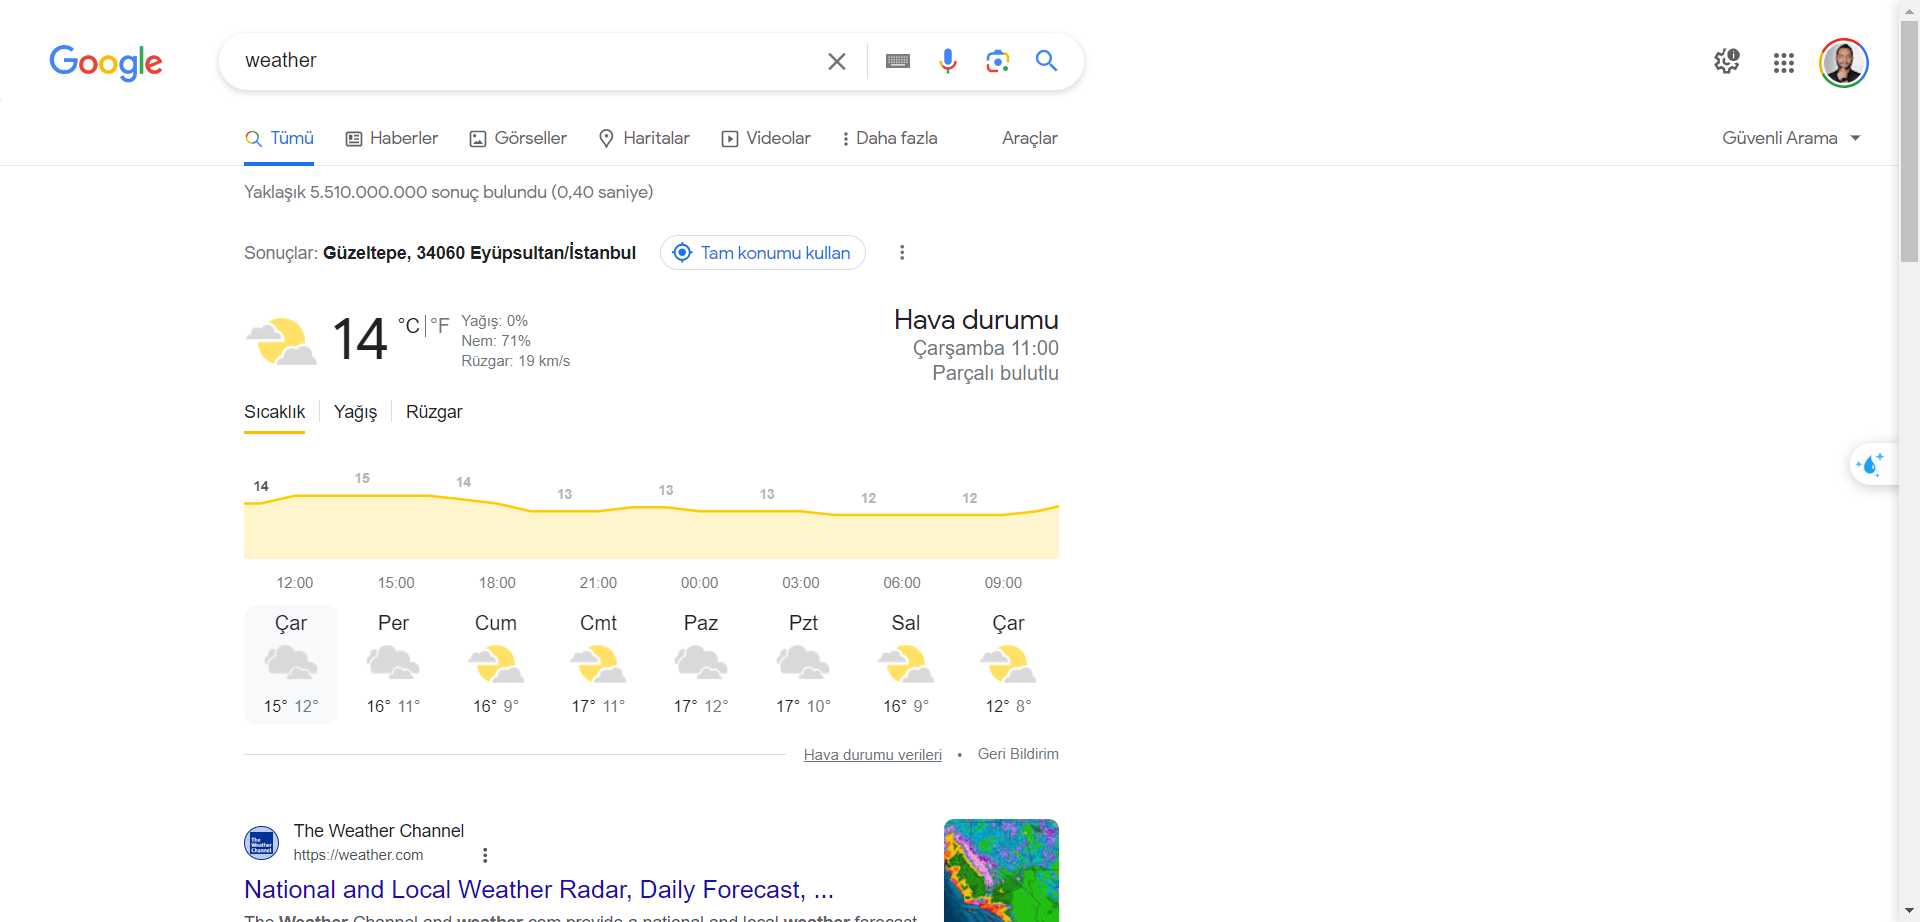 Google
weather
Tümü Haberler Görseller Haritalar Videolar Daha fazla Araçlar Güvenli Arama
Yaklaşık 5.510.000.000 sonuç bulundu (0,40 saniye)
Sonuçlar: Güzeltepe, 34060 Eyüpsultan/İstanbul Tam konumu kullan
14 °C | °F
Yağış: 0%
Nem: 71%
Rüzgar: 19 km/s
Hava durumu
Çarşamba 11:00
Parçalı bulutlu
Sıcaklık Yağış Rüzgar
14 15 14 13 13 13 12 12
12:00 15:00 18:00 21:00 00:00 03:00 06:00 09:00
Çar Per Cum Cmt Paz Pzt Sal Çar
15° 12° 16° 11° 16° 9° 17° 11° 17° 12° 17° 10° 16° 9° 12° 8°
Hava durumu verileri • Geri Bildirim
The Weather Channel
The Weather Channel
https://weather.com
National and Local Weather Radar, Daily Forecast, ...
The Weather Channel and weather.com provide a national and local weather forecast